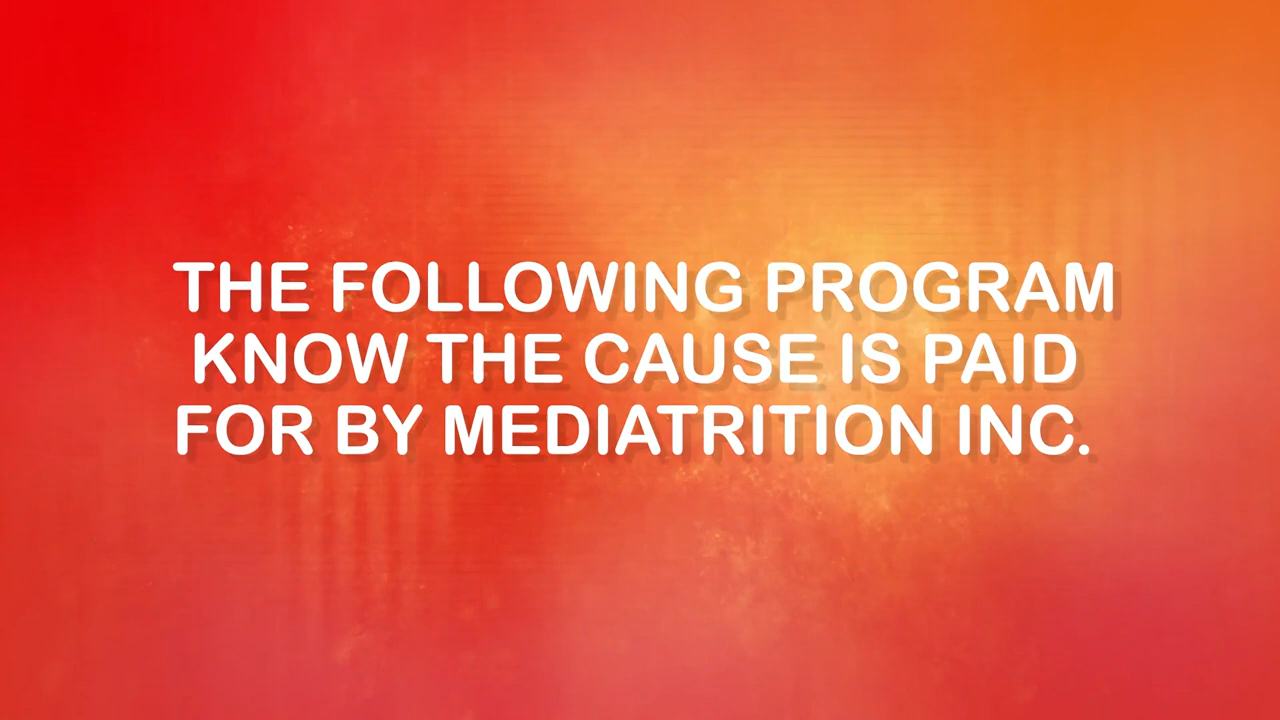 THE FOLLOWING PROGRAM
KNOW THE CAUSE IS PAID
FOR BY MEDIATRITION INC.